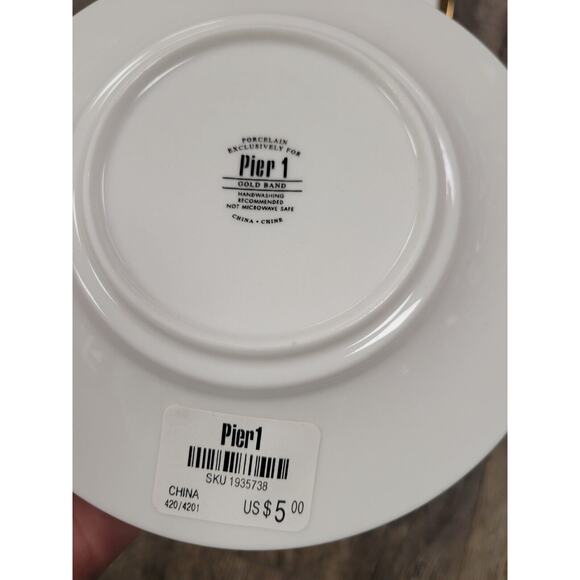 PORCELAIN
EXCLUSIVELY FOR
Pier 1
GOLD BAND
HANDWASHING
RECOMMENDED
NOT MICROWAVE SAFE
CHINA • CHINE
Pier1
SKU 1935738
CHINA
420/4201
US $5 00